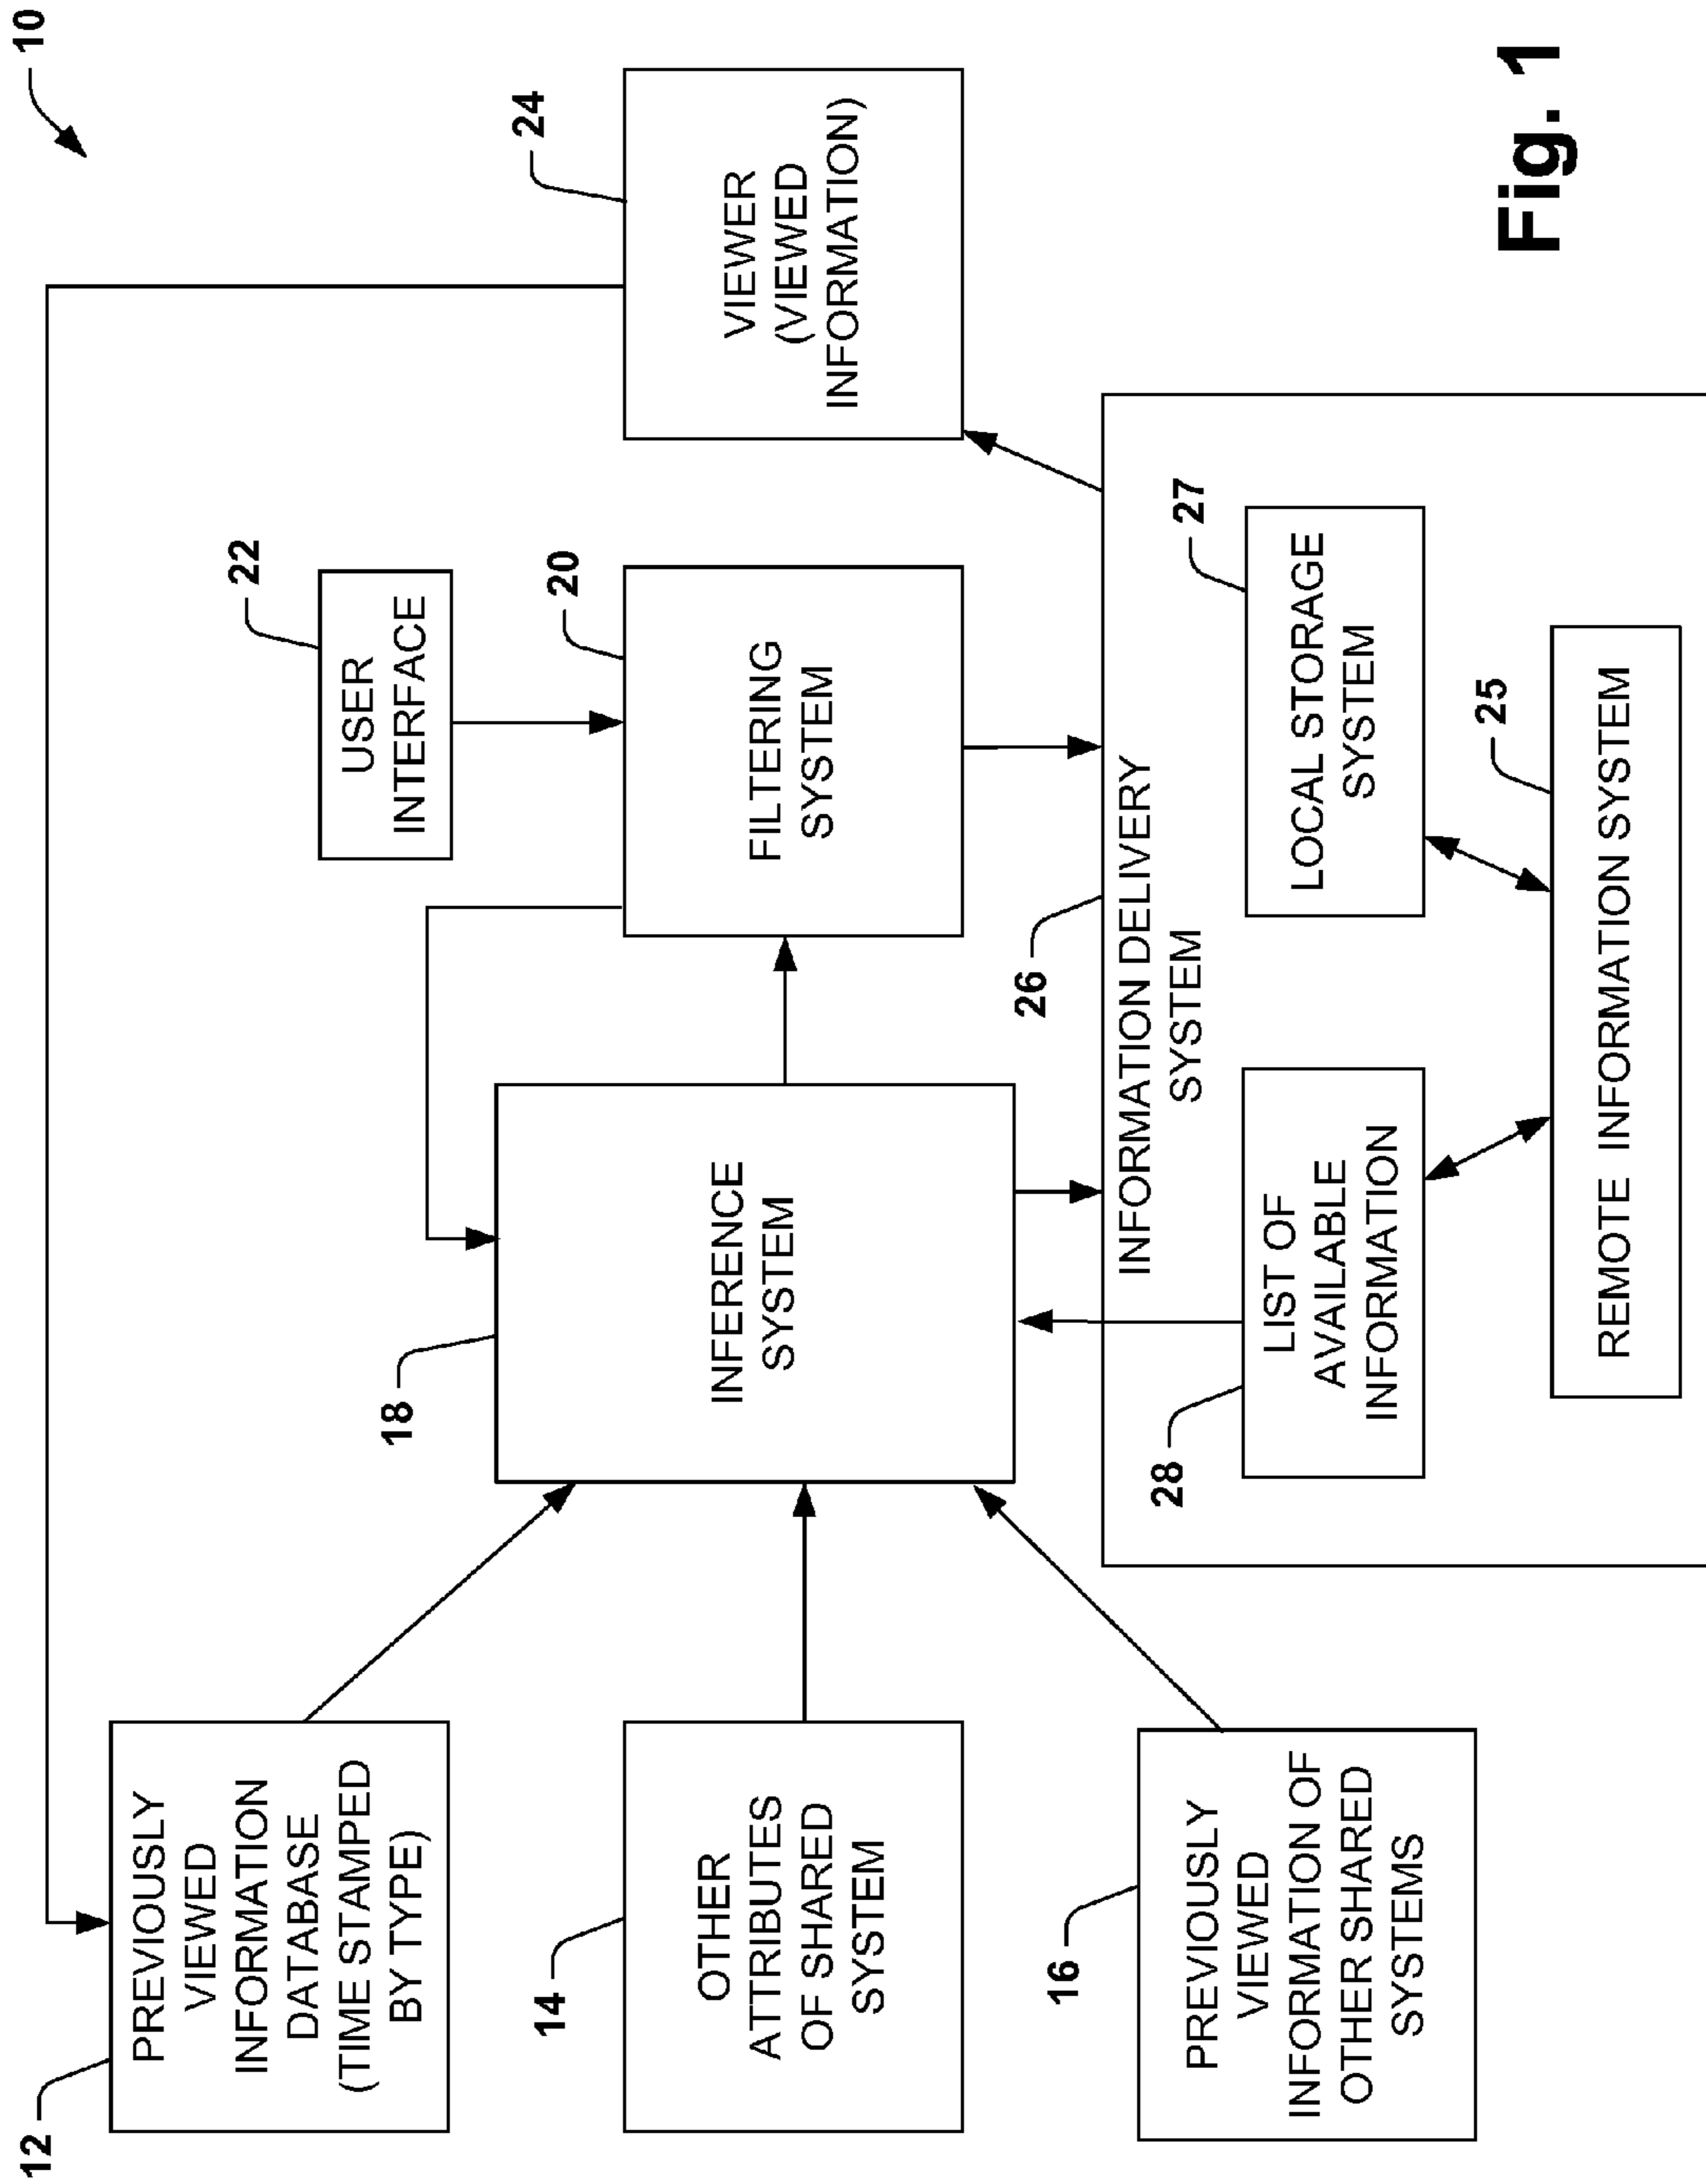 10
12
PREVIOUSLY
VIEWED
INFORMATION
DATABASE
(TIME STAMPED
BY TYPE)
22
USER
INTERFACE
24
VIEWER
(VIEWED
INFORMATION)
18
INFERENCE
SYSTEM
20
FILTERING
SYSTEM
14
OTHER
ATTRIBUTES
OF SHARED
SYSTEM
16
PREVIOUSLY
VIEWED
INFORMATION OF
OTHER SHARED
SYSTEMS
26
INFORMATION DELIVERY
SYSTEM
28
LIST OF
AVAILABLE
INFORMATION
27
LOCAL STORAGE
SYSTEM
25
REMOTE INFORMATION SYSTEM
Fig. 1